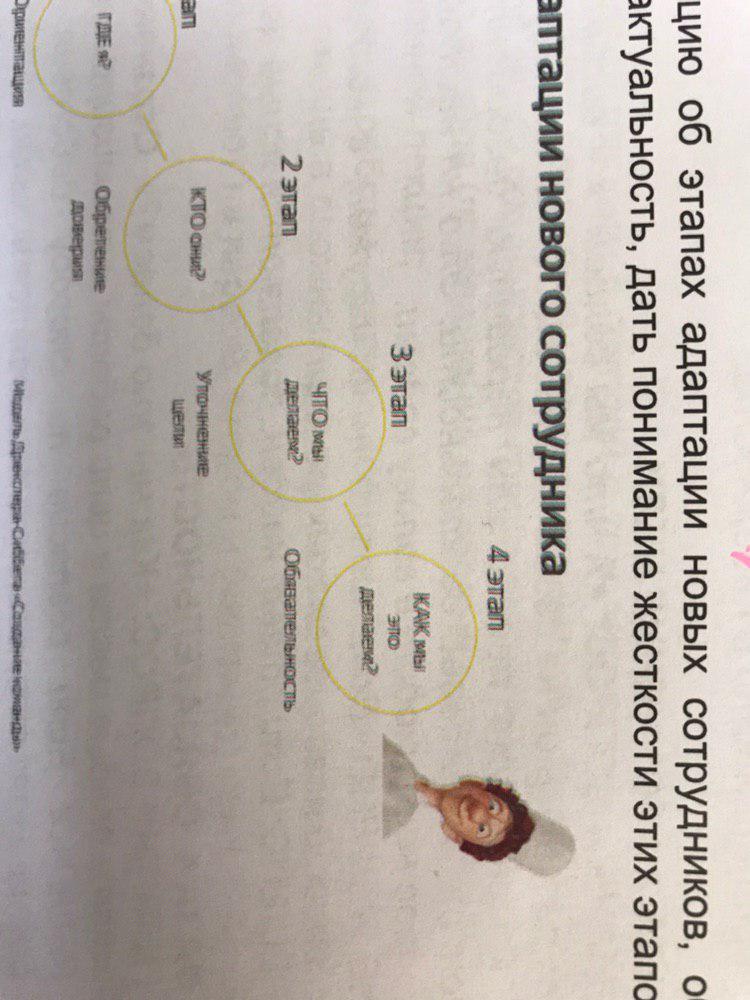 цию об этапах адаптации новых сотрудников, о
актуальность, дать понимание жесткости этих этапо
аптации нового сотрудника
4 этап
КАК мы
это
делаем?
Обязательность
3 этап
ЧТО мы
делаем?
Уточнение
цели
2 этап
КТО они?
Обретение
доверия
ап
ГДЕ я?
Ориентация
Модель Дрекслера-Сиббета «Создание команды»